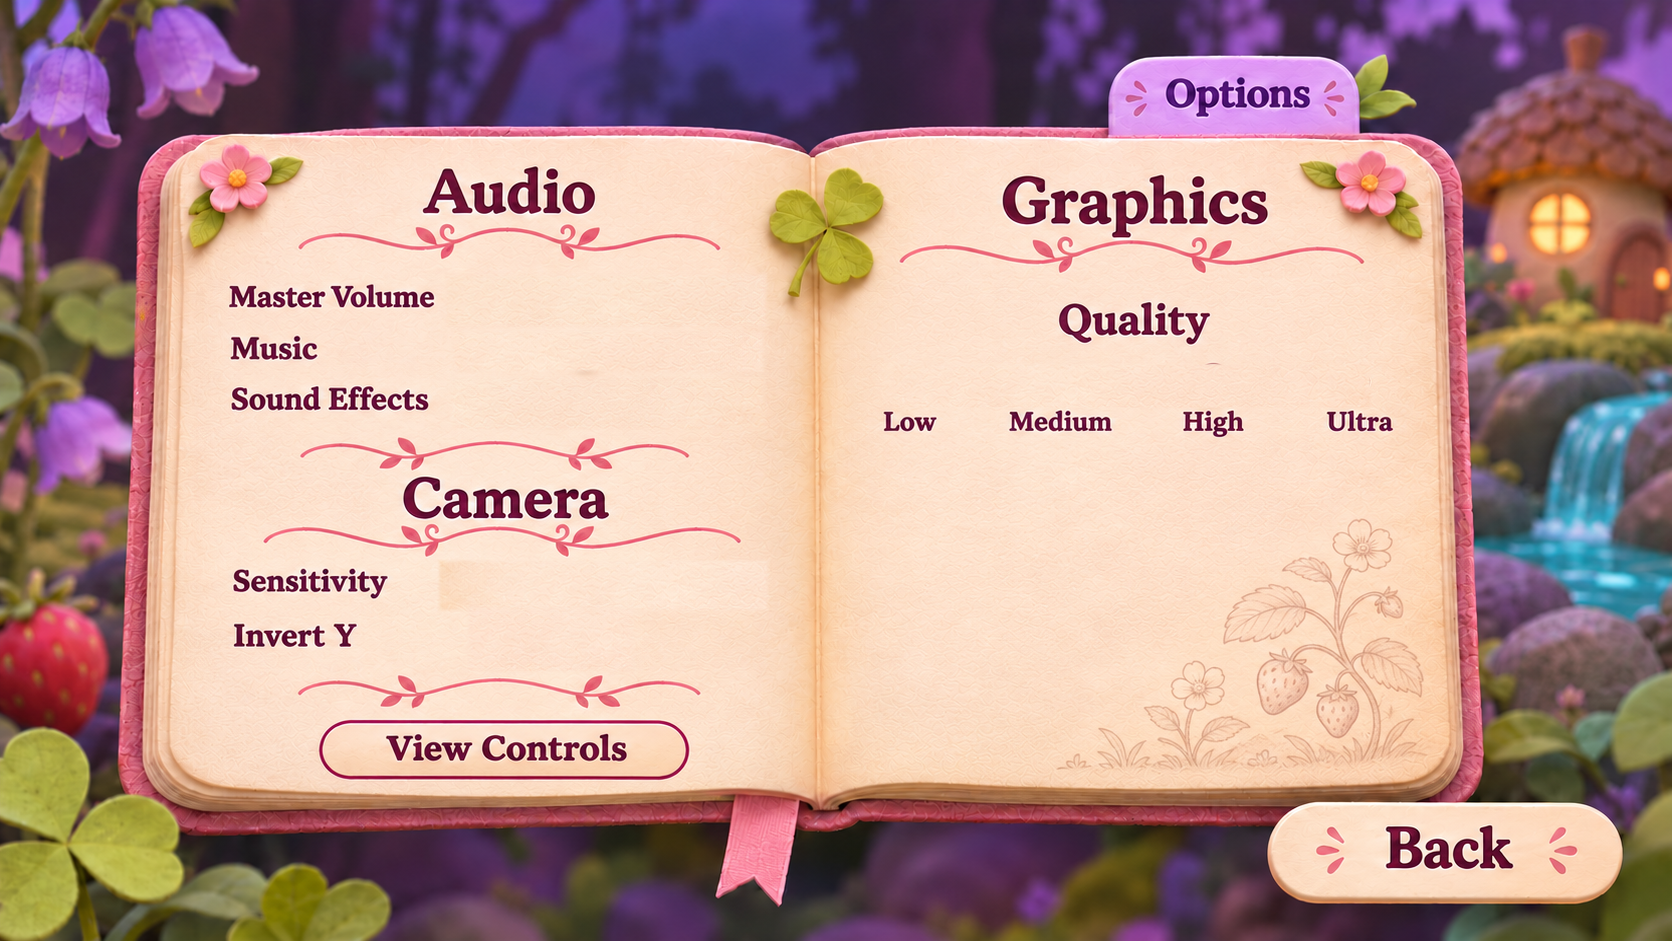 Options
Audio
Master Volume
Music
Sound Effects
Camera
Sensitivity
Invert Y
View Controls
Graphics
Quality
Low Medium High Ultra
Back